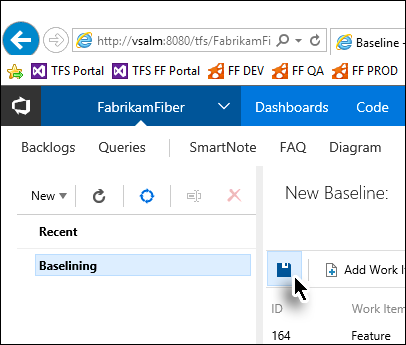 http://vsalm:8080/tfs/FabrikamFi
Baseline -
TFS Portal TFS FF Portal FF DEV FF QA FF PROD
FabrikamFiber Dashboards Code
Backlogs Queries SmartNote FAQ Diagram
New
New Baseline:
Recent
Baselining
Add Work It
ID Work Item
164 Feature